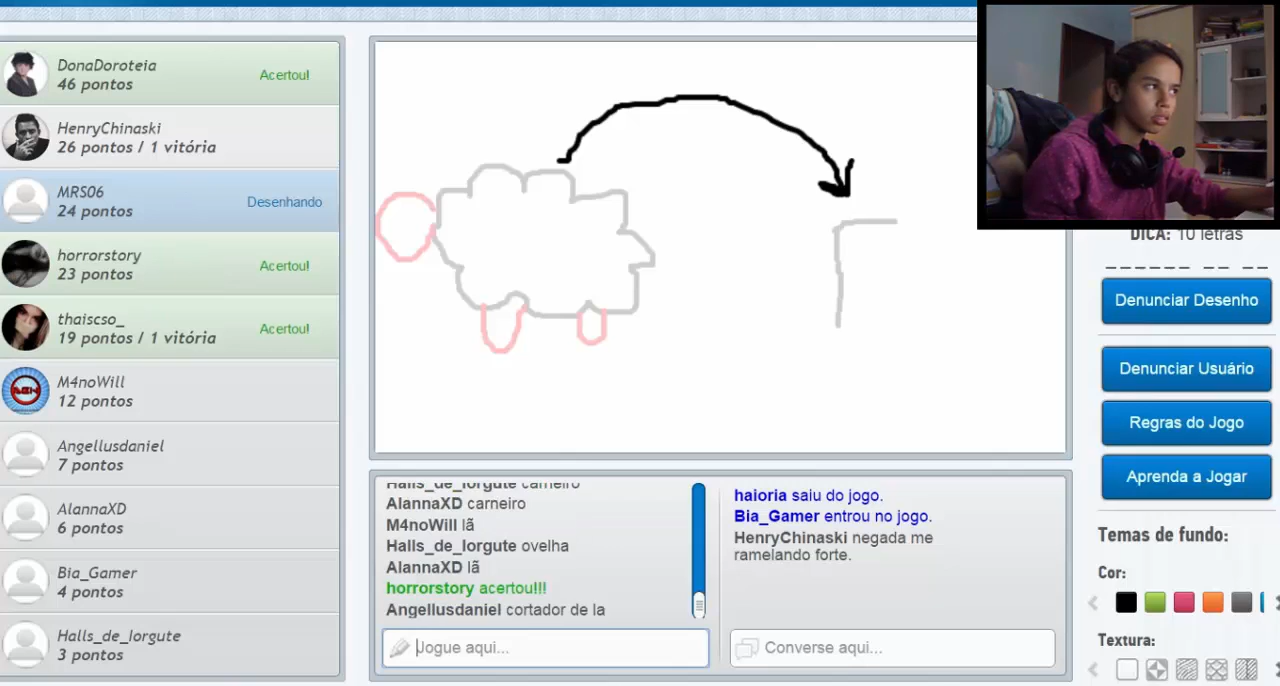 DonaDoroteia
46 pontos
Acertou!
HenryChinaski
26 pontos / 1 vitória
MRS06
24 pontos
Desenhando
horrorstory
23 pontos
Acertou!
thaiscso_
19 pontos / 1 vitória
Acertou!
M4noWill
12 pontos
Angellusdaniel
7 pontos
AlannaXD
6 pontos
Bia_Gamer
4 pontos
Halls_de_Iorgute
3 pontos
Halls_de_Iorgute carneiro
AlannaXD carneiro
M4noWill lã
Halls_de_Iorgute ovelha
AlannaXD lã
horrorstory acertou!!!
Angellusdaniel cortador de la
Jogue aqui...
haioria saiu do jogo.
Bia_Gamer entrou no jogo.
HenryChinaski negada me
ramelando forte.
Converse aqui...
DICA: 10 letras
Denunciar Desenho
Denunciar Usuário
Regras do Jogo
Aprenda a Jogar
Temas de fundo:
Cor:
Textura: